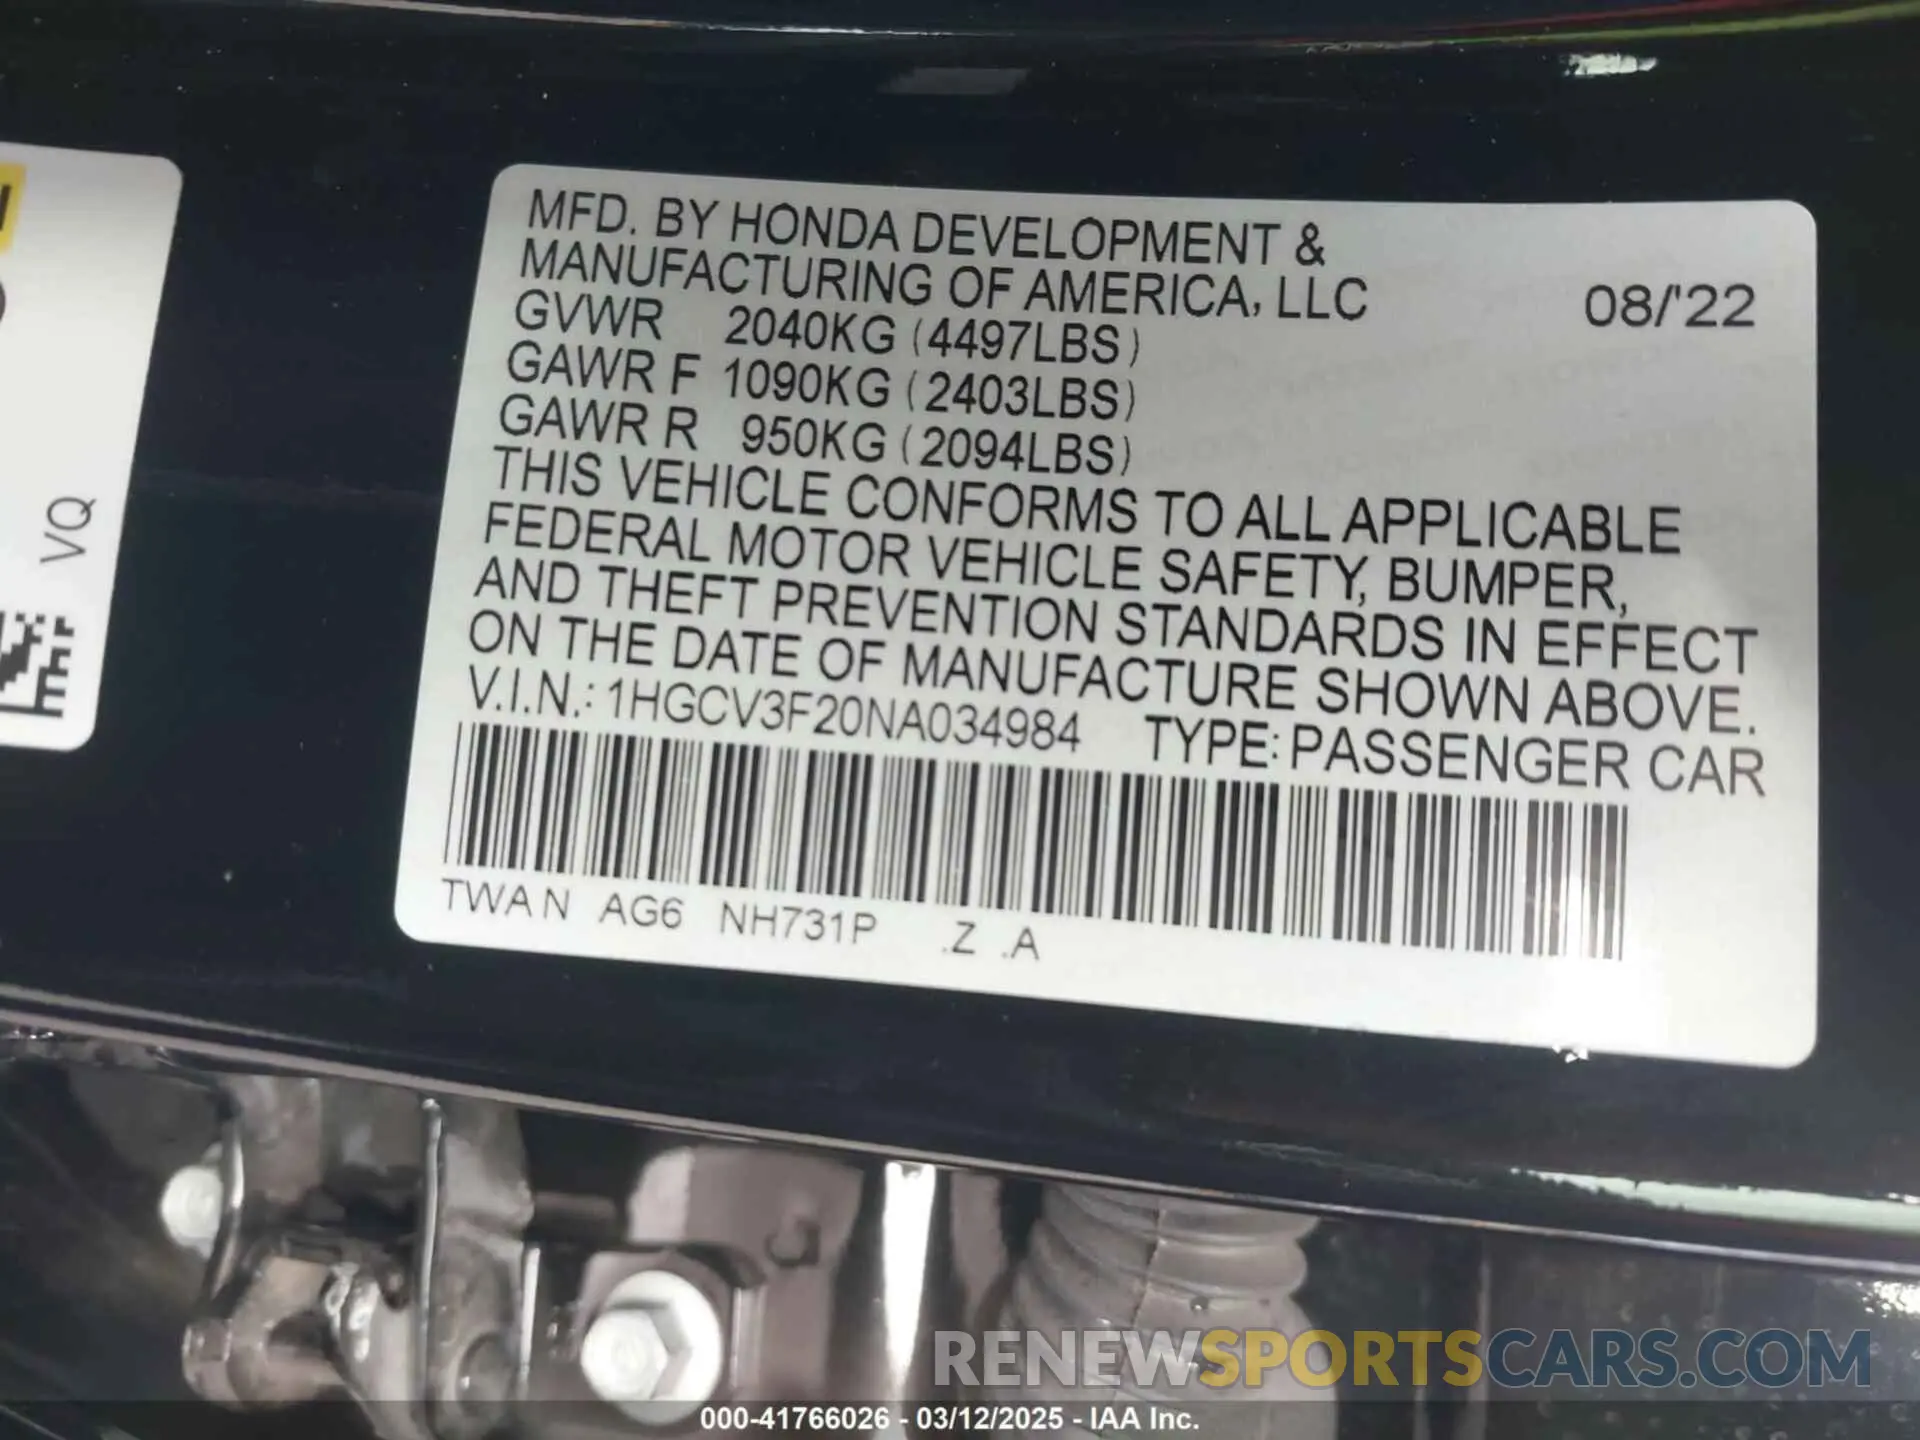 MFD. BY HONDA DEVELOPMENT &
MANUFACTURING OF AMERICA, LLC 08/'22
GVWR 2040KG (4497LBS)
GAWR F 1090KG (2403LBS)
GAWR R 950KG (2094LBS)
THIS VEHICLE CONFORMS TO ALL APPLICABLE
FEDERAL MOTOR VEHICLE SAFETY, BUMPER,
AND THEFT PREVENTION STANDARDS IN EFFECT
ON THE DATE OF MANUFACTURE SHOWN ABOVE.
V.I.N.: 1HGCV3F20NA034984 TYPE: PASSENGER CAR
TWAN AG6 NH731P .Z .A
VQ
RENEWSPORTSCARS.COM
000-41766026 - 03/12/2025 - IAA Inc.